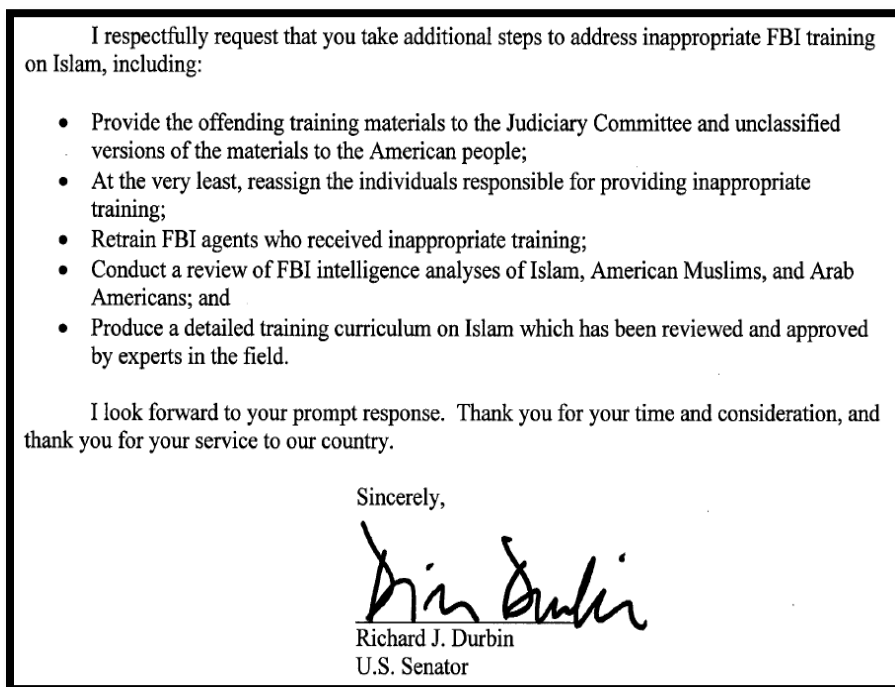 I respectfully request that you take additional steps to address inappropriate FBI training
on Islam, including:
• Provide the offending training materials to the Judiciary Committee and unclassified
versions of the materials to the American people;
• At the very least, reassign the individuals responsible for providing inappropriate
training;
• Retrain FBI agents who received inappropriate training;
• Conduct a review of FBI intelligence analyses of Islam, American Muslims, and Arab
Americans; and
• Produce a detailed training curriculum on Islam which has been reviewed and approved
by experts in the field.
I look forward to your prompt response. Thank you for your time and consideration, and
thank you for your service to our country.
Sincerely,
Dick Durbin
Richard J. Durbin
U.S. Senator